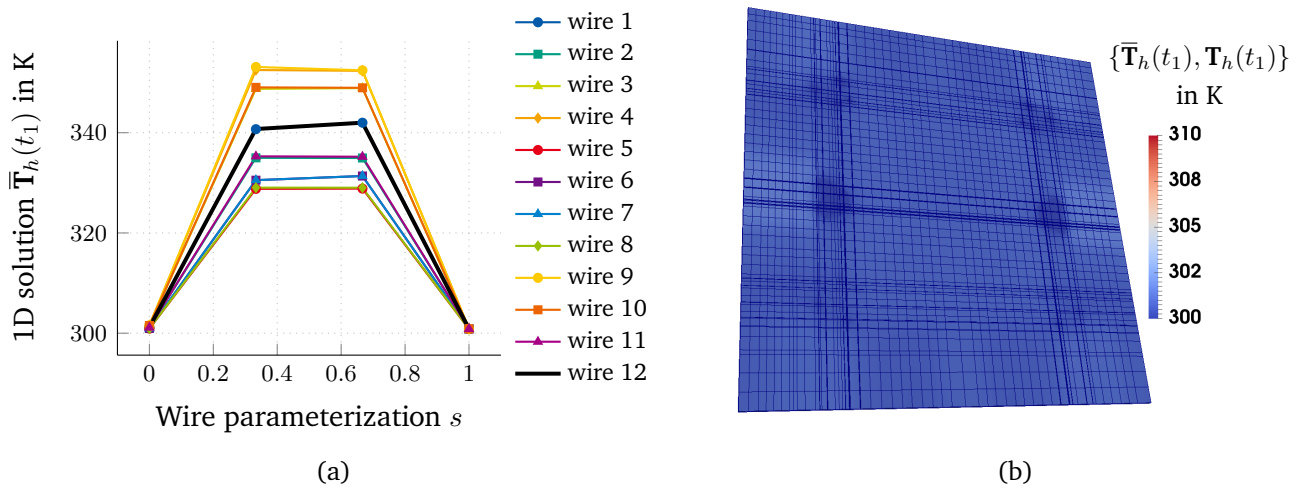 1D solution T̅ₕ(t₁) in K
340
320
300
0 0.2 0.4 0.6 0.8 1
Wire parameterization s
wire 1
wire 2
wire 3
wire 4
wire 5
wire 6
wire 7
wire 8
wire 9
wire 10
wire 11
wire 12
(a)
{T̅ₕ(t₁), Tₕ(t₁)}
in K
310
308
305
302
300
(b)